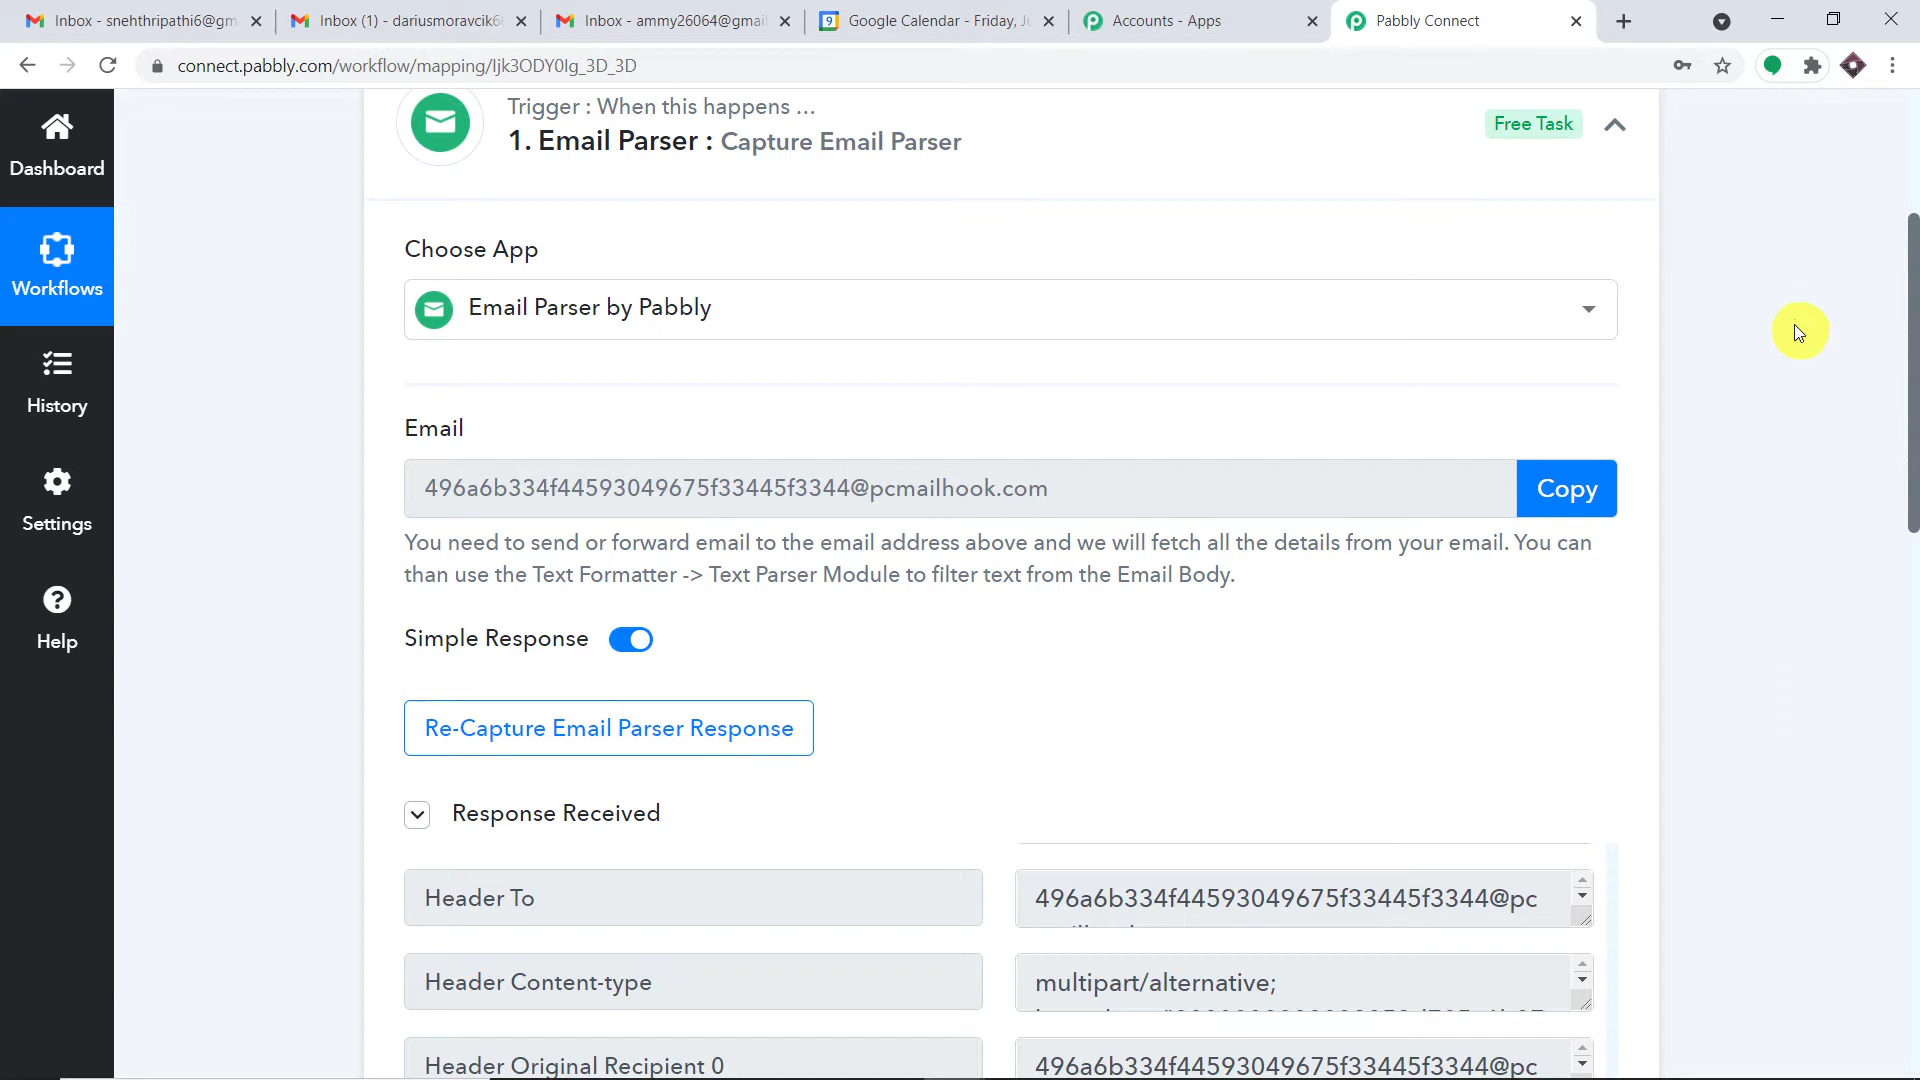 Inbox - snehthripathi6@gm
Inbox (1) - dariusmoravcik6
Inbox - ammy26064@gmail
Google Calendar - Friday, Ju
Accounts - Apps
Pabbly Connect
connect.pabbly.com/workflow/mapping/Ijk3ODY0Ig_3D_3D
Dashboard
Workflows
History
Settings
Help
Trigger : When this happens ...
1. Email Parser : Capture Email Parser
Free Task
Choose App
Email Parser by Pabbly
Email
496a6b334f44593049675f33445f3344@pcmailhook.com
Copy
You need to send or forward email to the email address above and we will fetch all the details from your email. You can
than use the Text Formatter -> Text Parser Module to filter text from the Email Body.
Simple Response
Re-Capture Email Parser Response
Response Received
Header To
496a6b334f44593049675f33445f3344@pc
Header Content-type
multipart/alternative;
Header Original Recipient 0
496a6b334f44593049675f33445f3344@pc